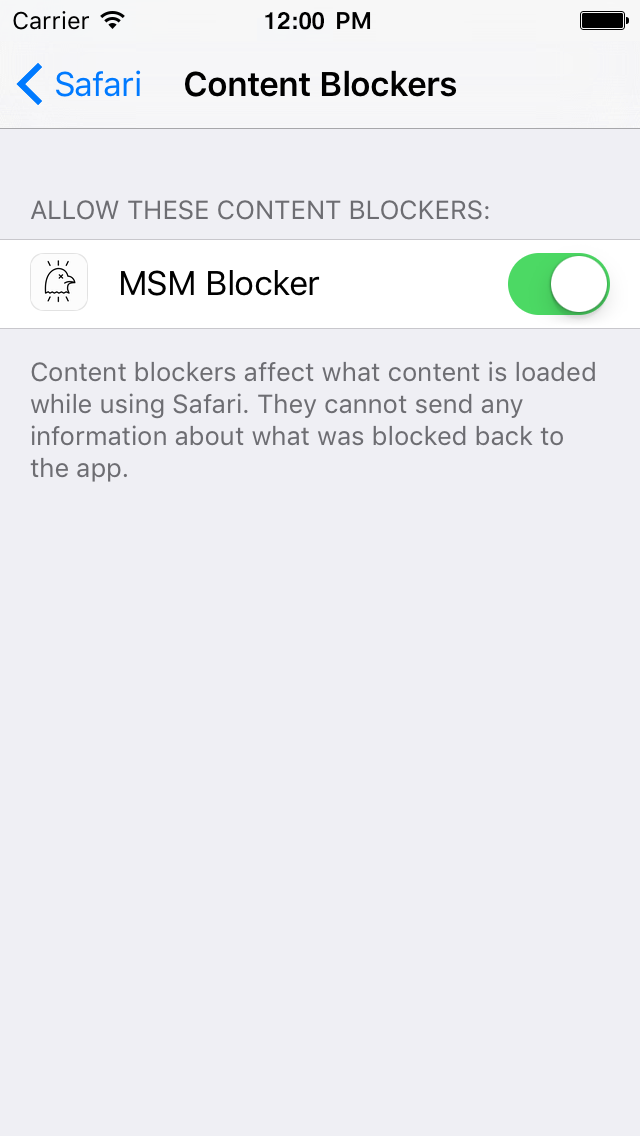 Carrier 12:00 PM
Safari Content Blockers
ALLOW THESE CONTENT BLOCKERS:
MSM Blocker
Content blockers affect what content is loaded
while using Safari. They cannot send any
information about what was blocked back to
the app.